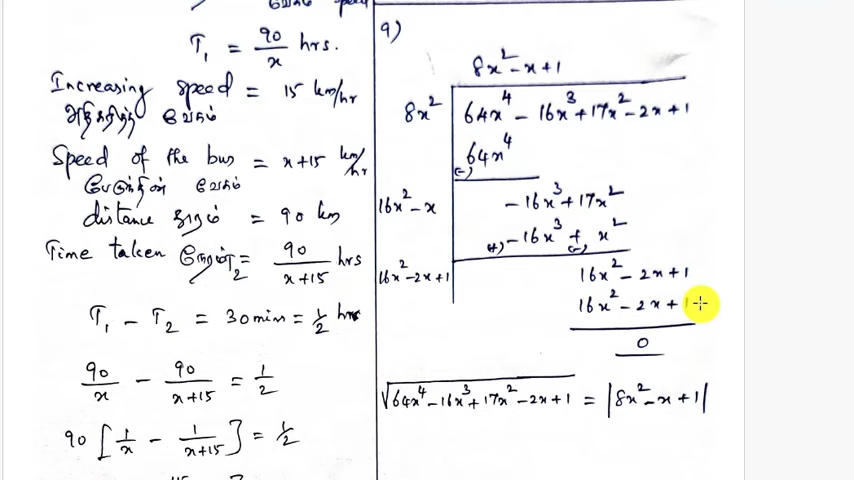 T₁ = 90/x hrs.
Increasing speed = 15 km/hr
அதிகரித்த வேகம்
Speed of the bus = x+15 km/hr
பேருந்தின் வேகம்
distance தூரம் = 90 km
Time taken நேரம் T₂ = 90/(x+15) hrs
T₁ - T₂ = 30min = 1/2 hr
90/x - 90/(x+15) = 1/2
90 [1/x - 1/(x+15)] = 1/2
9)
8x² - x + 1
8x² 64x⁴ - 16x³ + 17x² - 2x + 1
64x⁴
(-)
16x² - x -16x³ + 17x²
(+) -16x³ + (-) x²
16x² - 2x + 1 16x² - 2x + 1
16x² - 2x + 1
0
√(64x⁴ - 16x³ + 17x² - 2x + 1) = |8x² - x + 1|